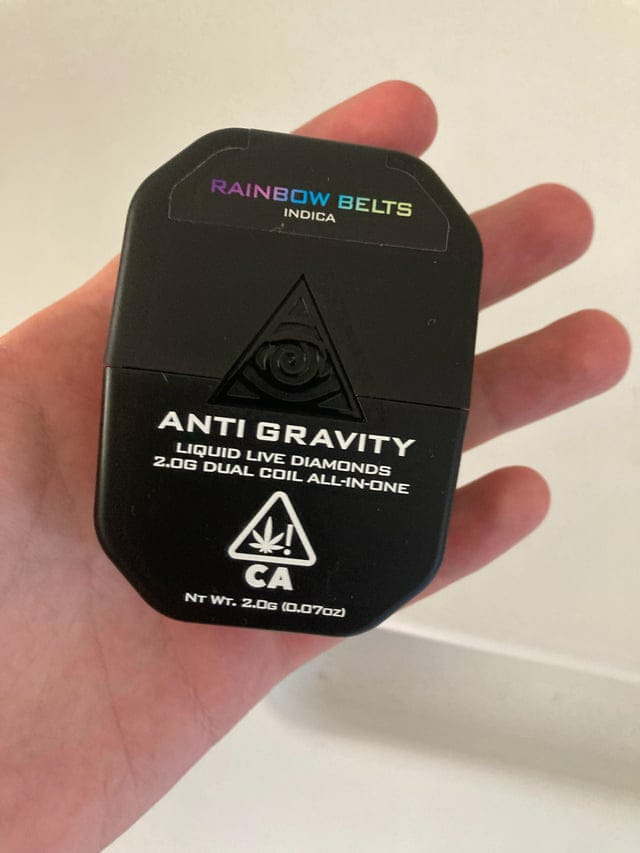 RAINBOW BELTS
INDICA
ANTI GRAVITY
LIQUID LIVE DIAMONDS
2.0G DUAL COIL ALL-IN-ONE
!
CA
NT WT. 2.0G (0.07OZ)